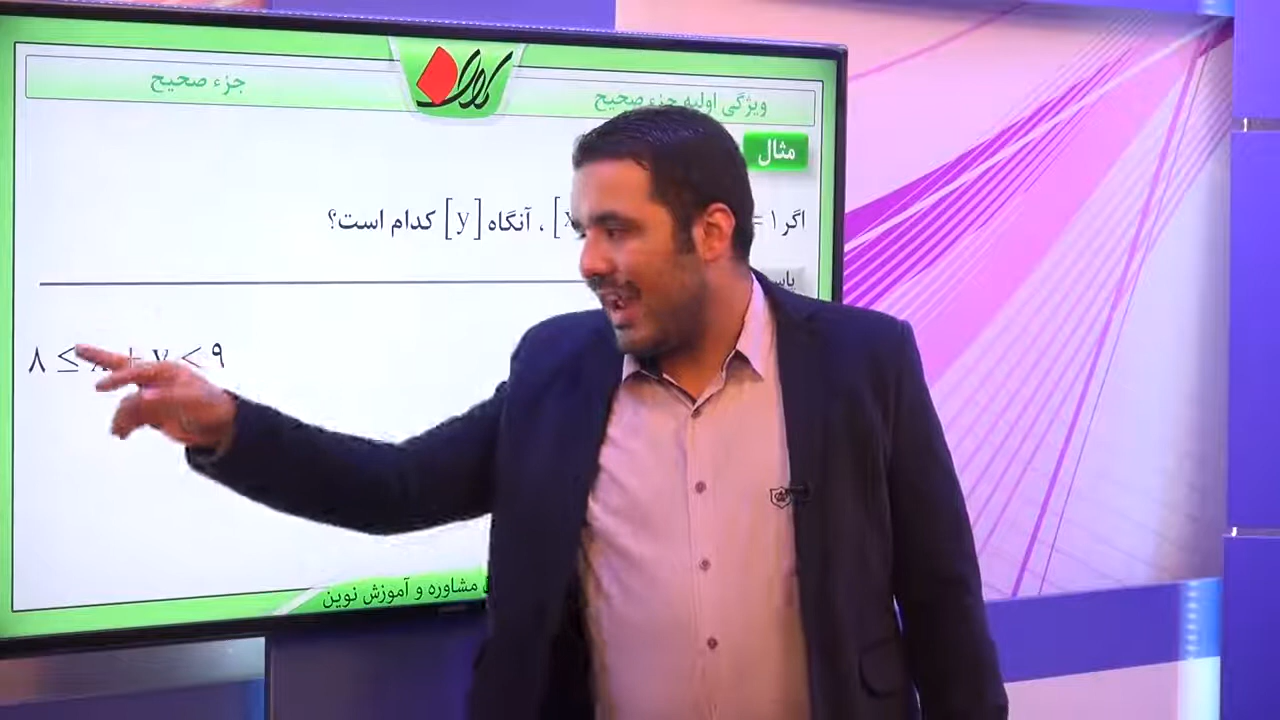 ویژگی اولیه جزء صحیح
جزء صحیح
مثال
اگر ۱ = [x ، آنگاه [y] کدام است؟
۸ ≤ x + y < ۹
مشاوره و آموزش نوین